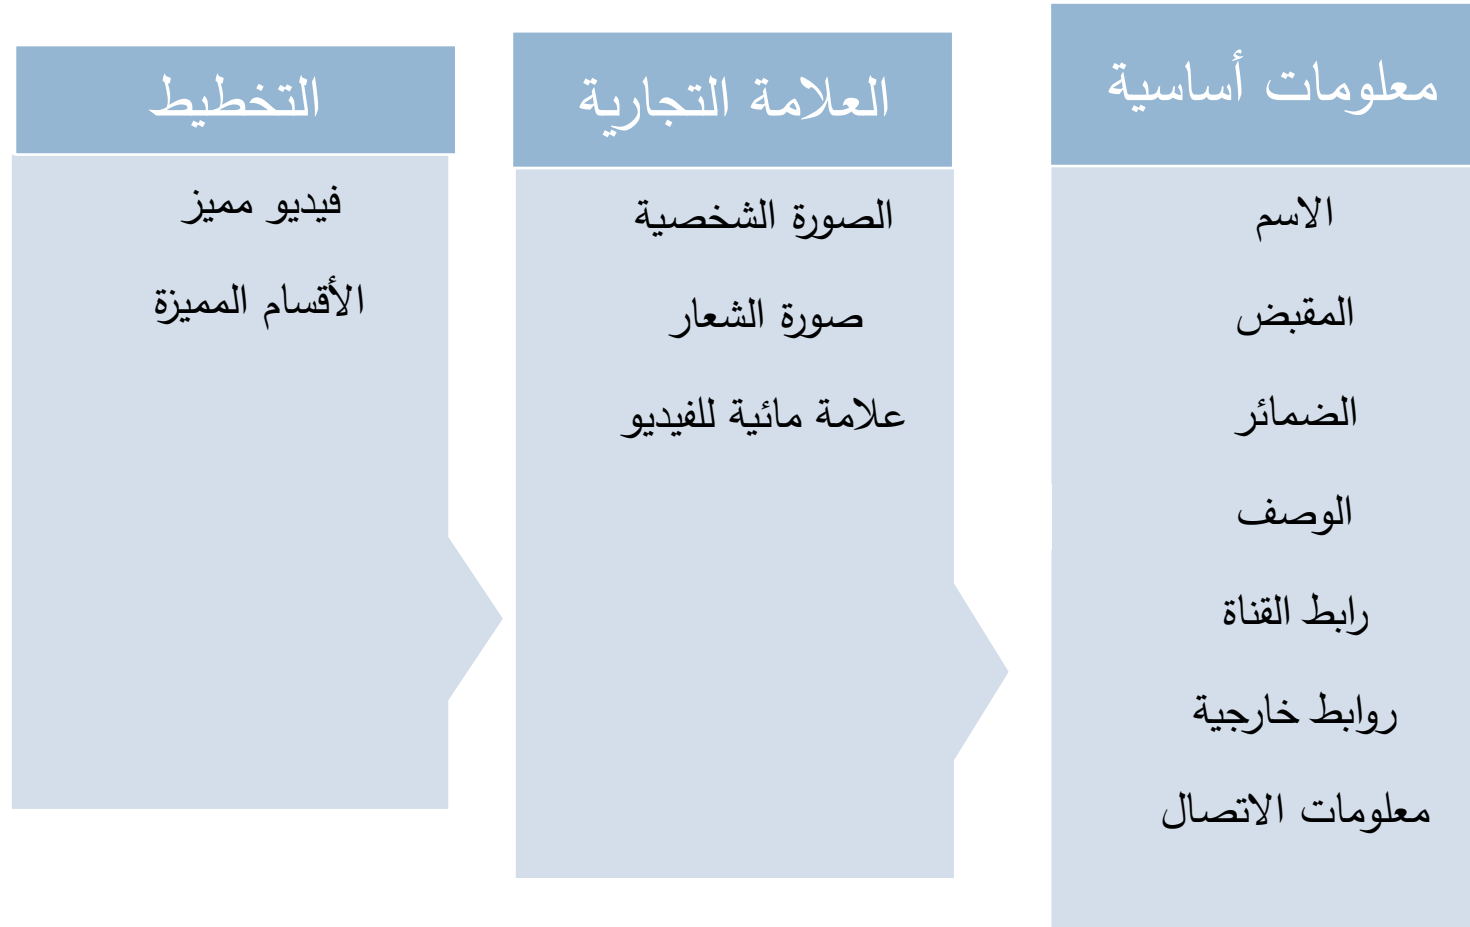 معلومات أساسية
الاسم
المقبض
الضمائر
الوصف
رابط القناة
روابط خارجية
معلومات الاتصال
العلامة التجارية
الصورة الشخصية
صورة الشعار
علامة مائية للفيديو
التخطيط
فيديو مميز
الأقسام المميزة